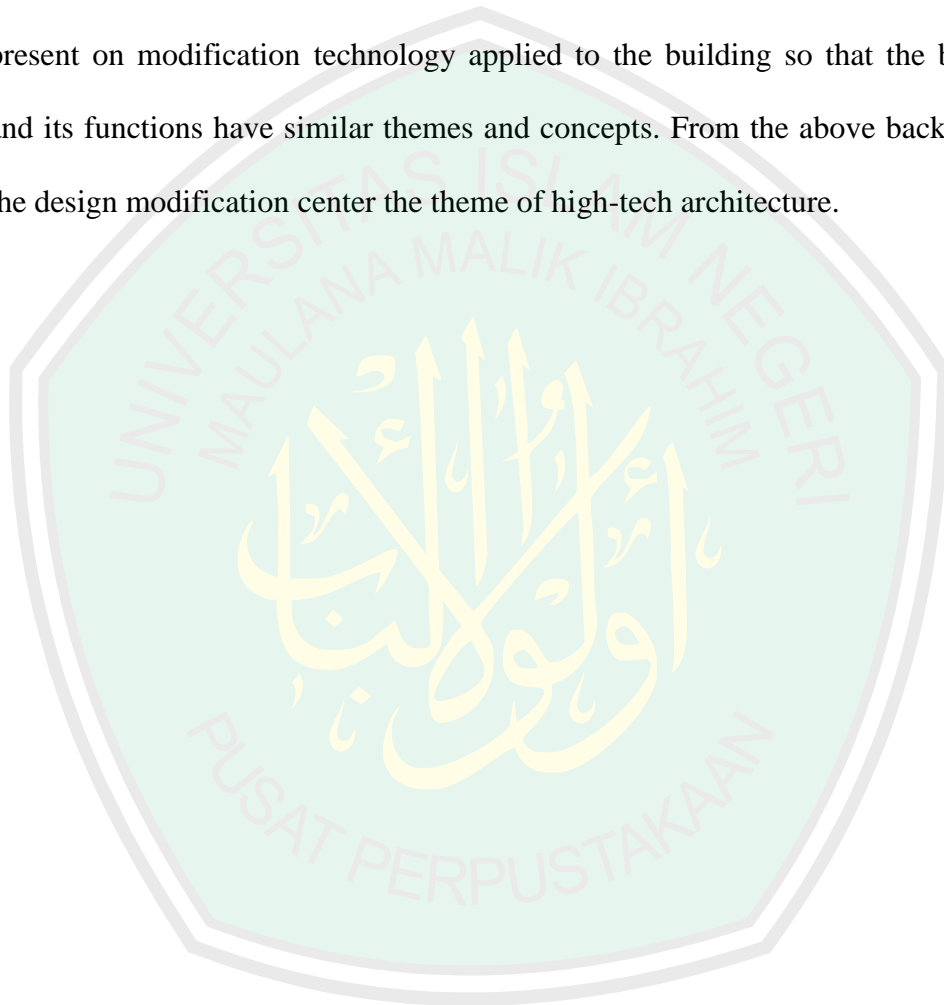 present on modification technology applied to the building so that the b
and its functions have similar themes and concepts. From the above back
the design modification center the theme of high-tech architecture.
UNIVERSITAS ISLAM NEGERI
MAULANA MALIK IBRAHIM
أولوا الألباب
PUSAT PERPUSTAKAAN